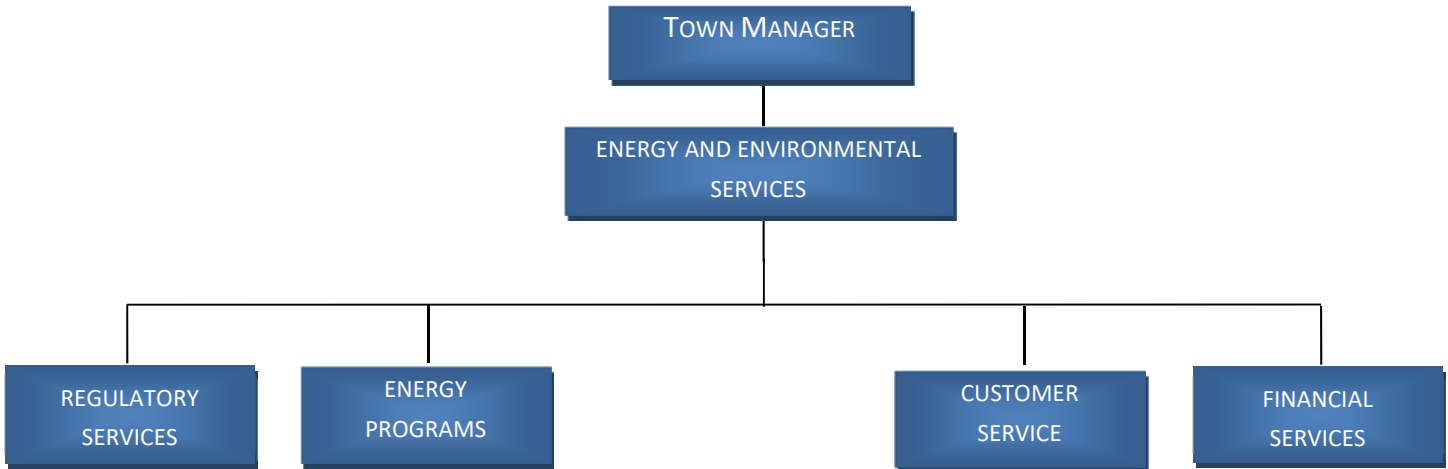 TOWN MANAGER
ENERGY AND ENVIRONMENTAL
SERVICES
REGULATORY
SERVICES
ENERGY
PROGRAMS
CUSTOMER
SERVICE
FINANCIAL
SERVICES